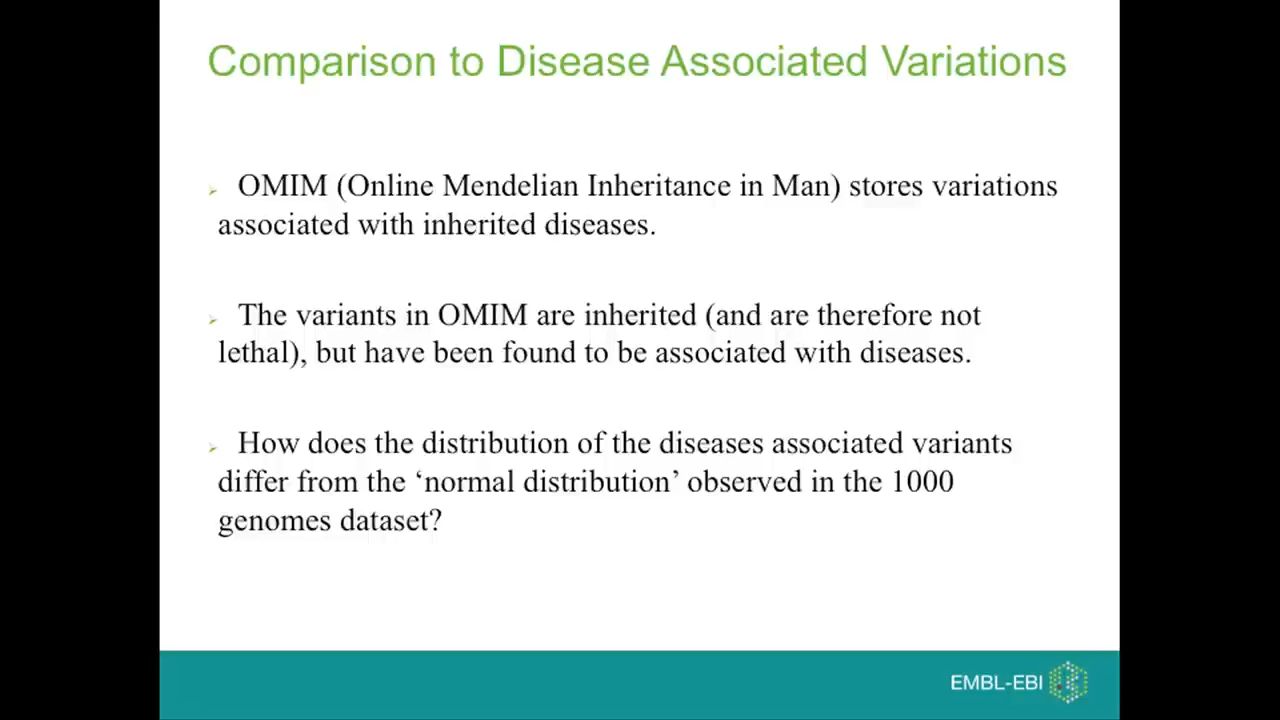 Comparison to Disease Associated Variations
OMIM (Online Mendelian Inheritance in Man) stores variations
associated with inherited diseases.
The variants in OMIM are inherited (and are therefore not
lethal), but have been found to be associated with diseases.
How does the distribution of the diseases associated variants
differ from the ‘normal distribution’ observed in the 1000
genomes dataset?
EMBL-EBI